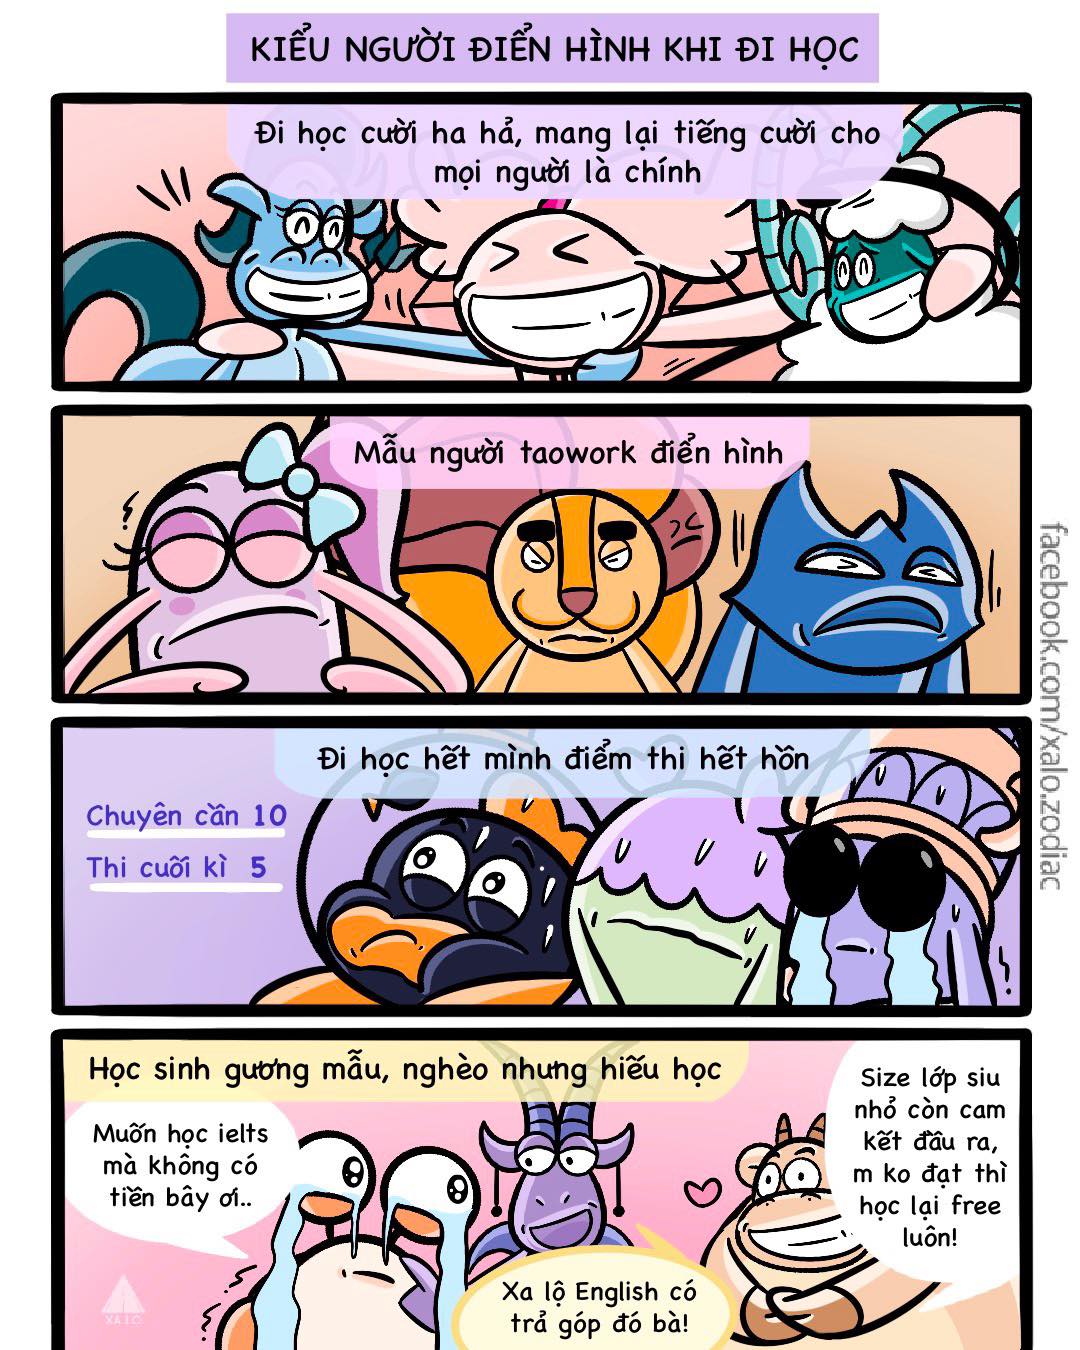 KIỂU NGƯỜI ĐIỂN HÌNH KHI ĐI HỌC
Đi học cười ha hả, mang lại tiếng cười cho
mọi người là chính
Mẫu người taowork điển hình
Đi học hết mình điểm thi hết hồn
Chuyên cần 10
Thi cuối kì 5
Học sinh gương mẫu, nghèo nhưng hiếu học
Muốn học ielts
mà không có
tiền bây ơi..
Size lớp siu
nhỏ còn cam
kết đầu ra,
m ko đạt thì
học lại free
luôn!
Xa lộ English có
trả góp đó bà!
XALO
facebook.com/xalo.zodiac